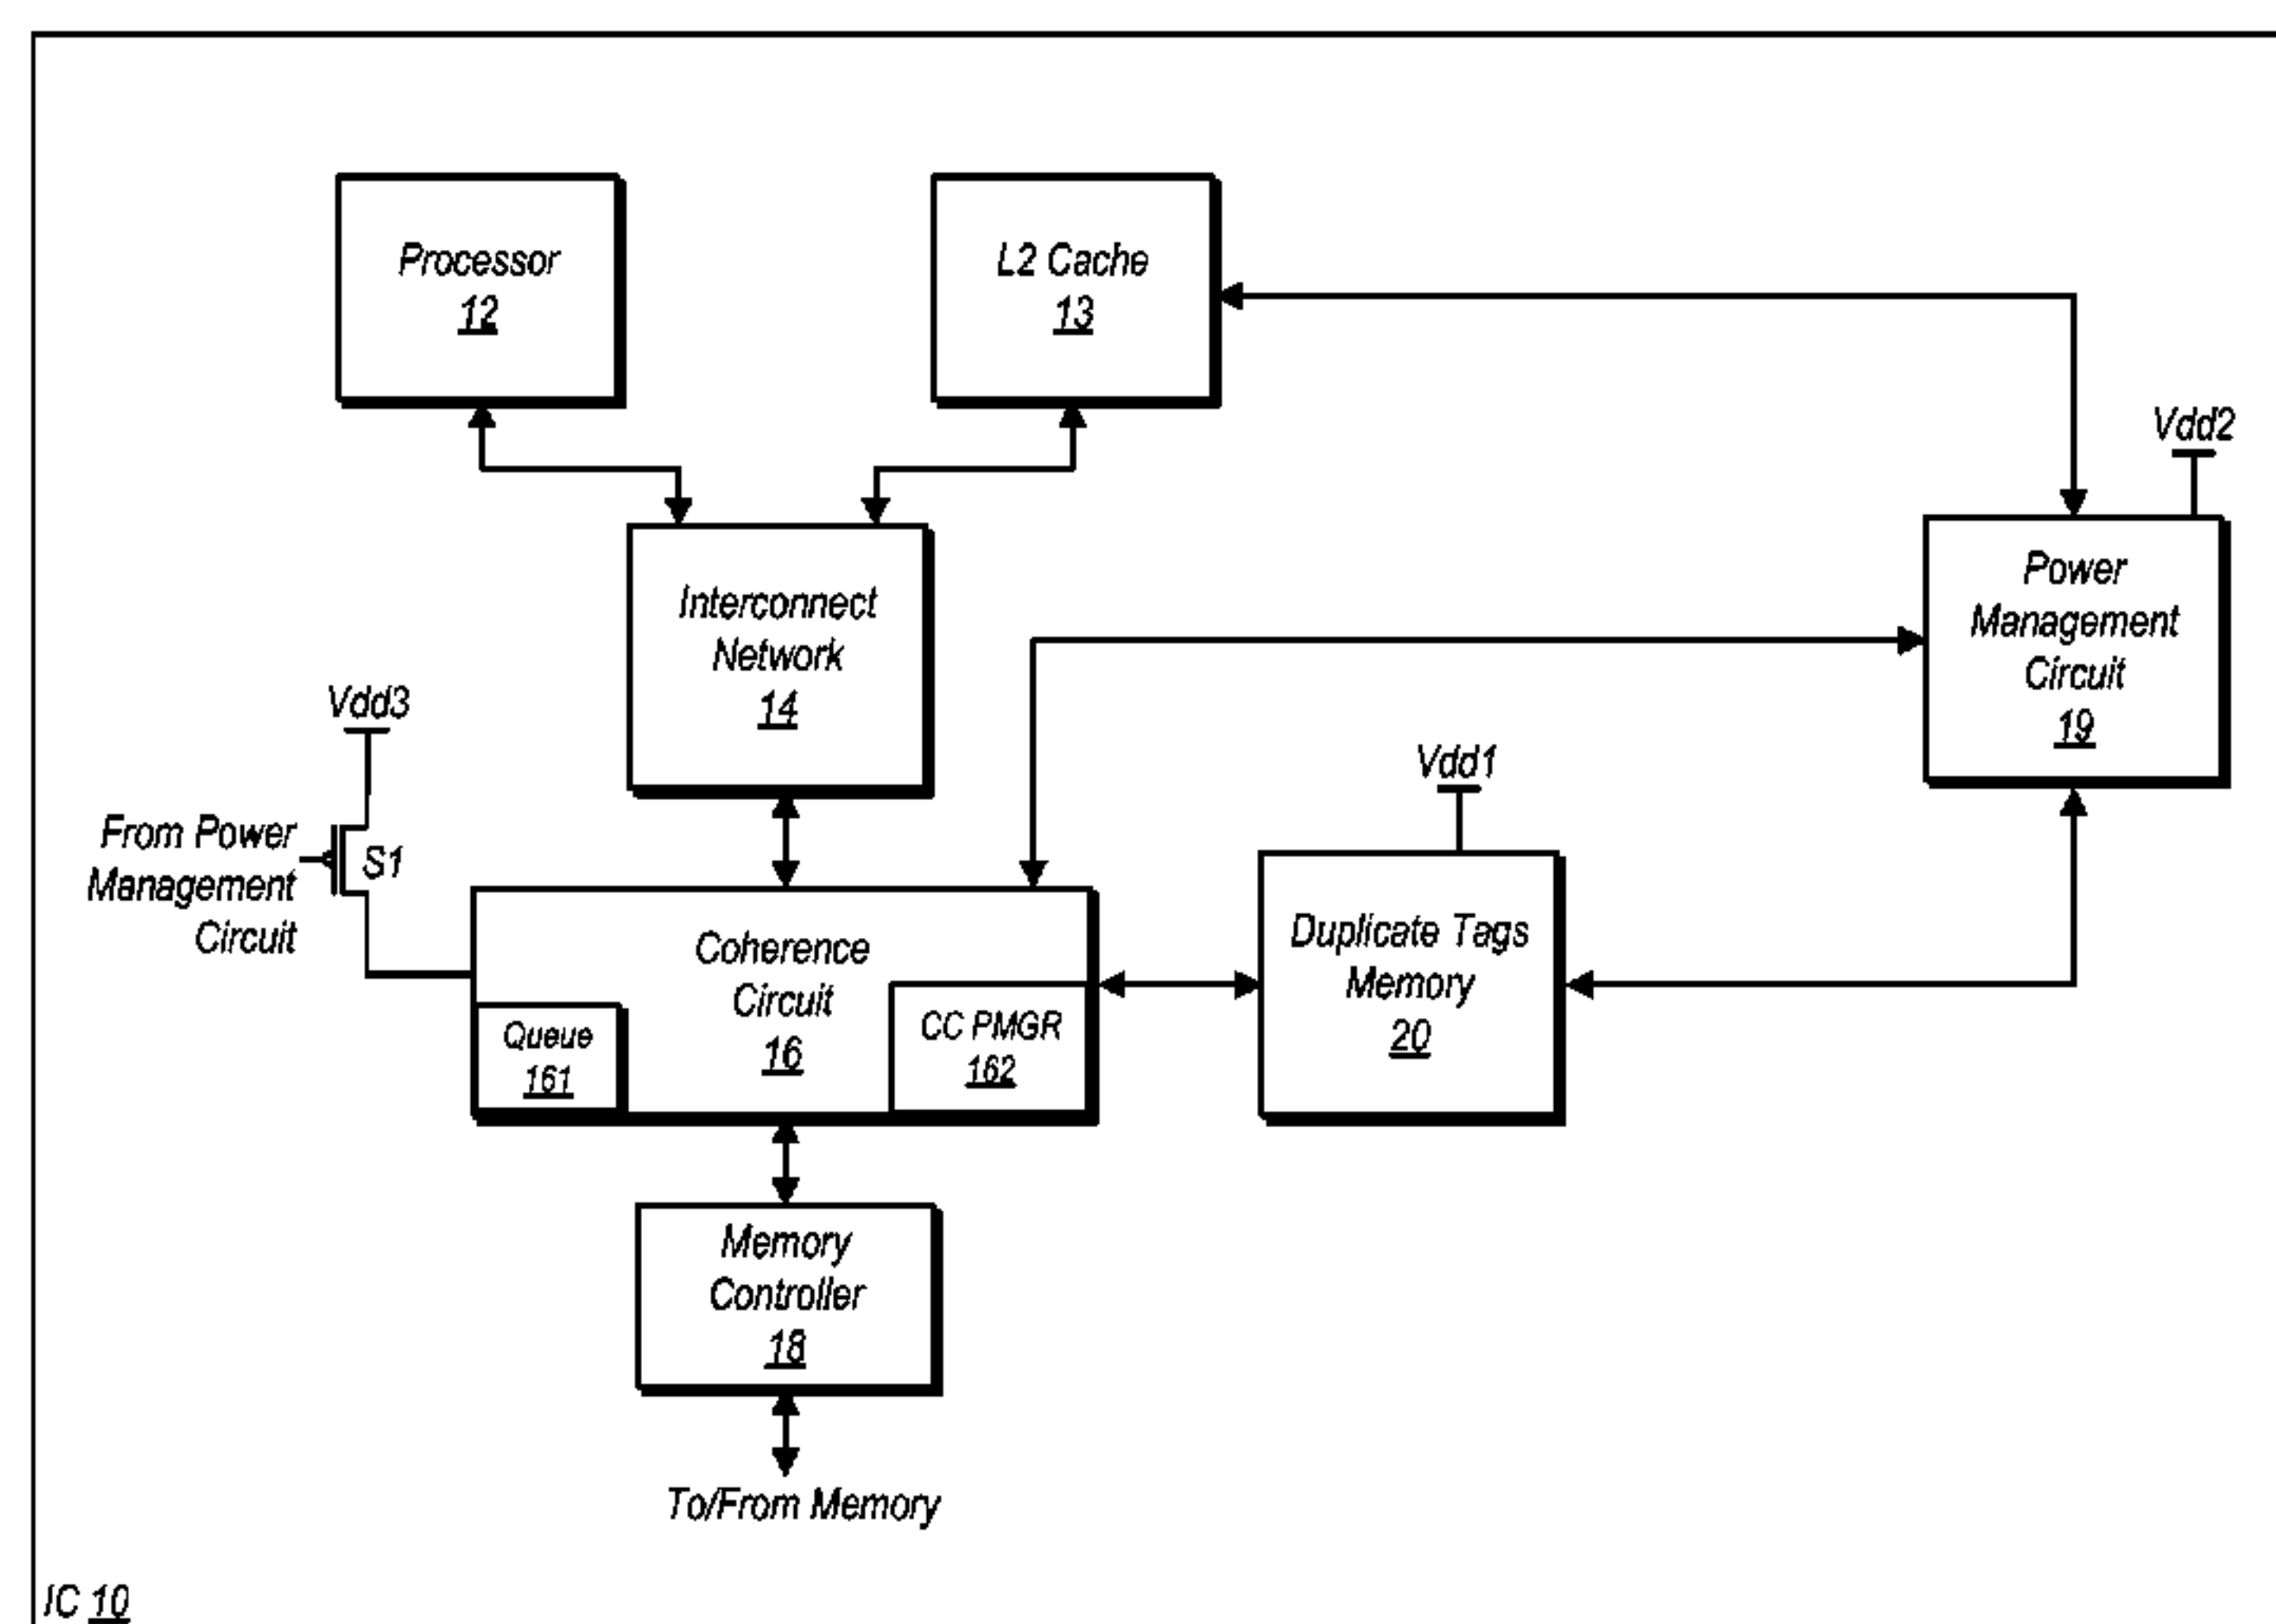 Processor
12
L2 Cache
13
Vdd2
Power
Management
Circuit
19
Interconnect
Network
14
Vdd3
From Power
Management
Circuit
S1
Vdd1
Coherence
Circuit
16
Queue
161
CC PMGR
162
Duplicate Tags
Memory
20
Memory
Controller
18
To/From Memory
IC 10